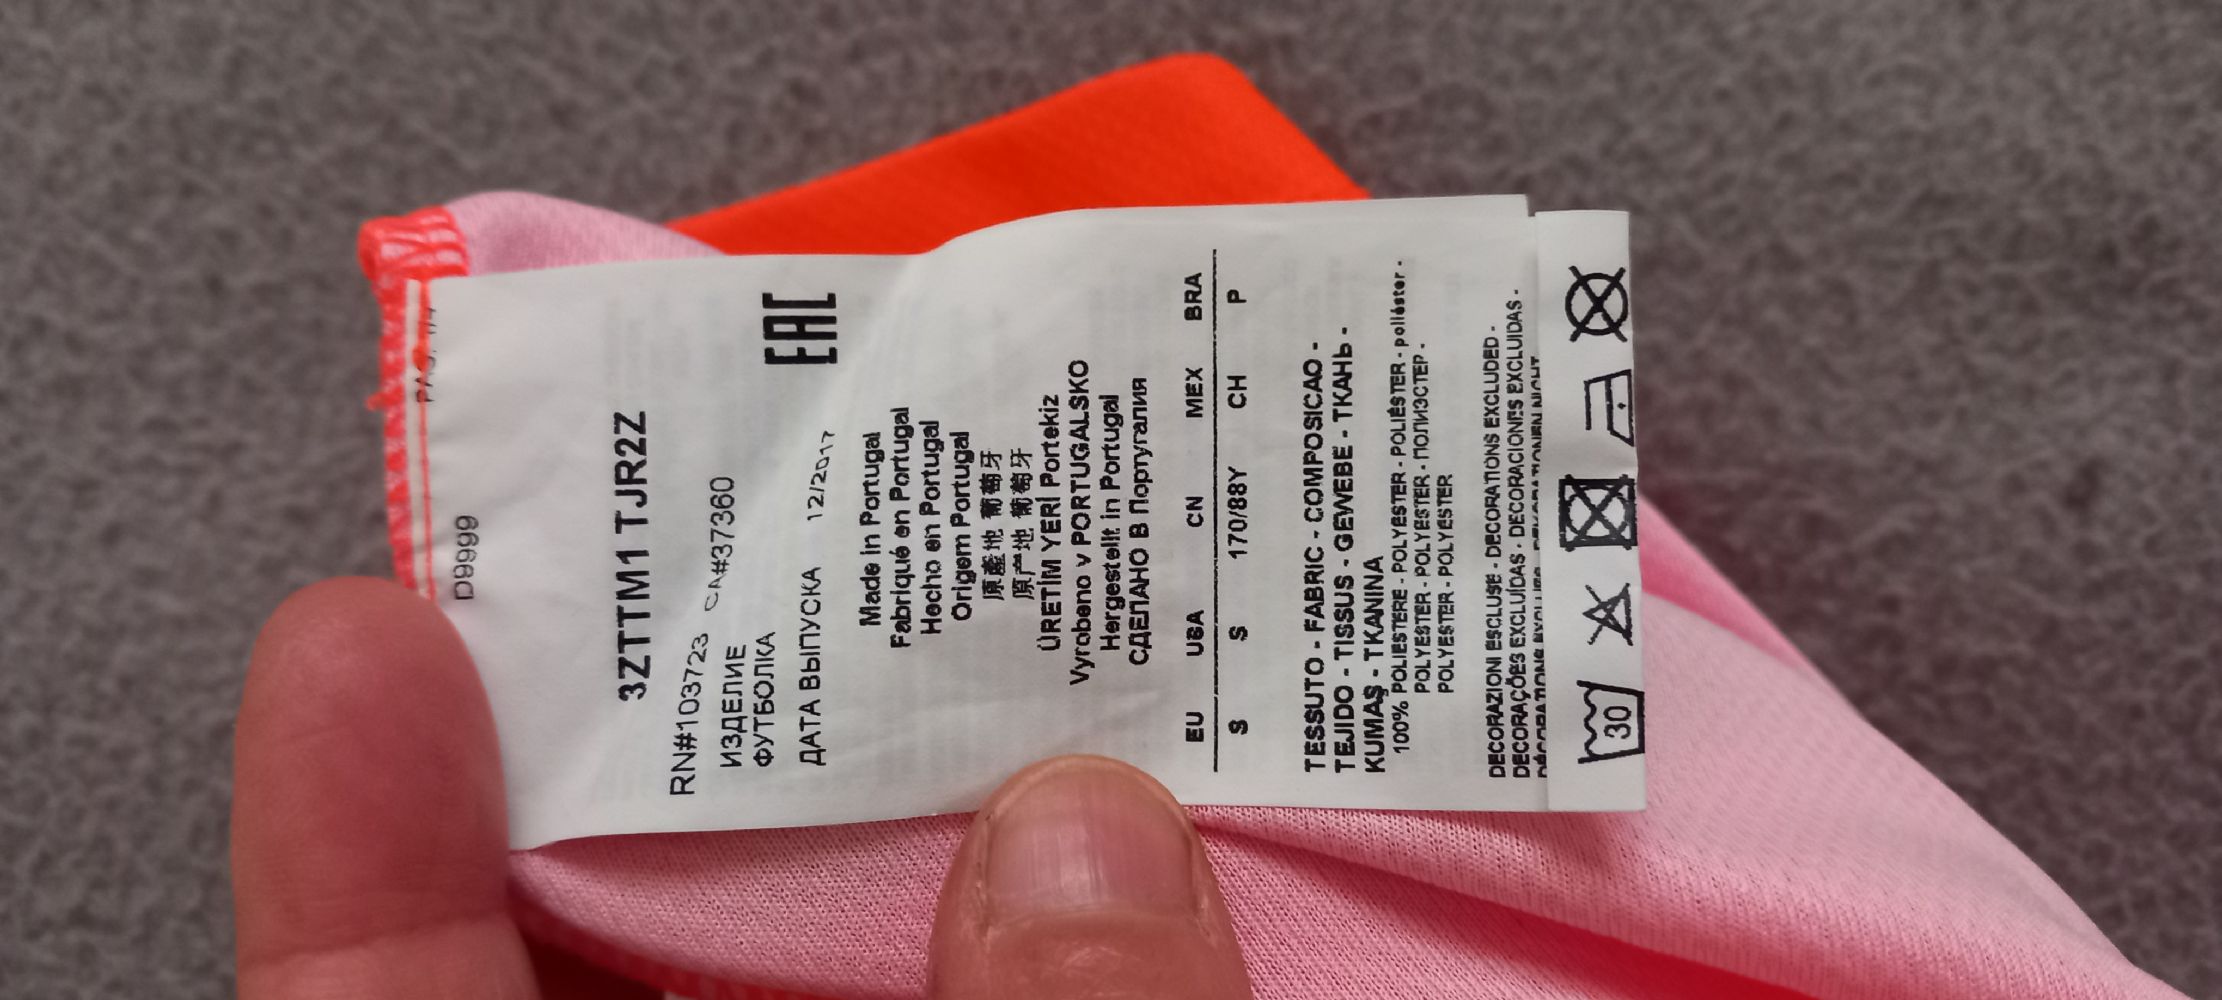 D9999
3ZTTM1 TJR2Z
RN#103723 CA#37360
ИЗДЕЛИЕ
ФУТБОЛКА
EAC
ДАТА ВЫПУСКА 12/2017
Made in Portugal
Fabriqué en Portugal
Hecho en Portugal
Origem Portugal
原產地 葡萄牙
原产地 葡萄牙
ÜRETİM YERİ Portekiz
Vyrobeno v PORTUGALSKO
Hergestellt in Portugal
СДЕЛАНО В Португалия
EU USA CN MEX BRA
S S 170/88Y CH P
TESSUTO - FABRIC - COMPOSICAO -
TEJIDO - TISSUS - GEWEBE - ТКАНЬ -
KUMAŞ - TKANINA
100% POLIESTERE - POLYESTER - POLIÉSTER - poliéster -
POLYESTER - POLYESTER - ПОЛИЭСТЕР -
POLYESTER - POLYESTER
DECORAZIONI ESCLUSE - DECORATIONS EXCLUDED -
DECORAÇÕES EXCLUÍDAS - DECORACIONES EXCLUIDAS -
30